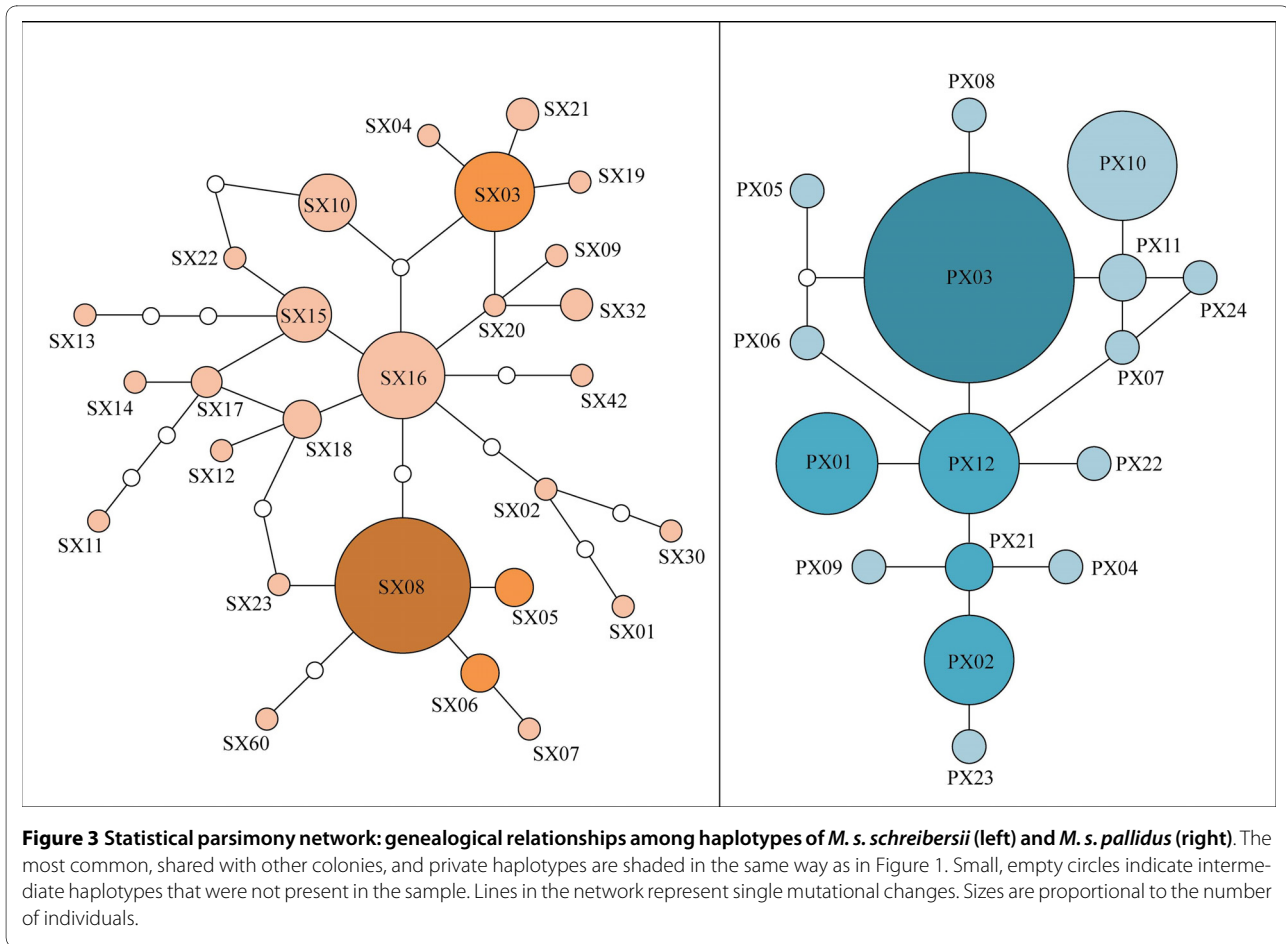 SX21
SX04
SX03
SX19
SX10
SX09
SX22
SX32
SX20
SX15
SX13
SX16
SX42
SX14
SX17
SX18
SX12
SX02
SX11
SX30
SX08
SX23
SX05
SX01
SX06
SX60
SX07
PX08
PX10
PX05
PX11
PX03
PX24
PX06
PX07
PX01
PX12
PX22
PX21
PX09
PX04
PX02
PX23
Figure 3 Statistical parsimony network: genealogical relationships among haplotypes of M. s. schreibersii (left) and M. s. pallidus (right). The
most common, shared with other colonies, and private haplotypes are shaded in the same way as in Figure 1. Small, empty circles indicate interme-
diate haplotypes that were not present in the sample. Lines in the network represent single mutational changes. Sizes are proportional to the number
of individuals.